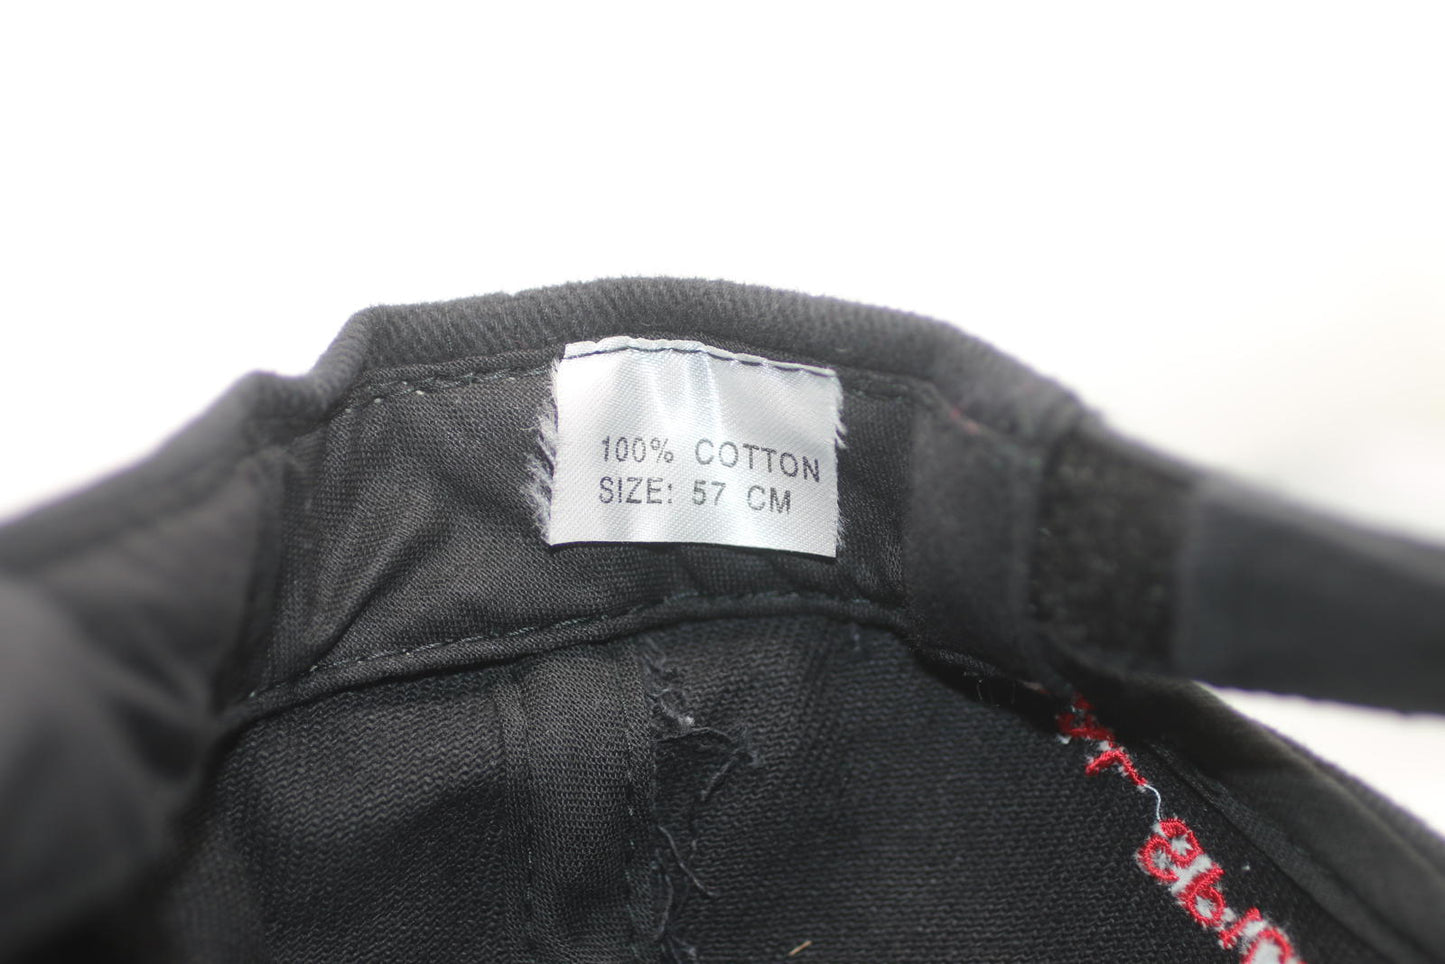 100% COTTON
SIZE: 57 CM